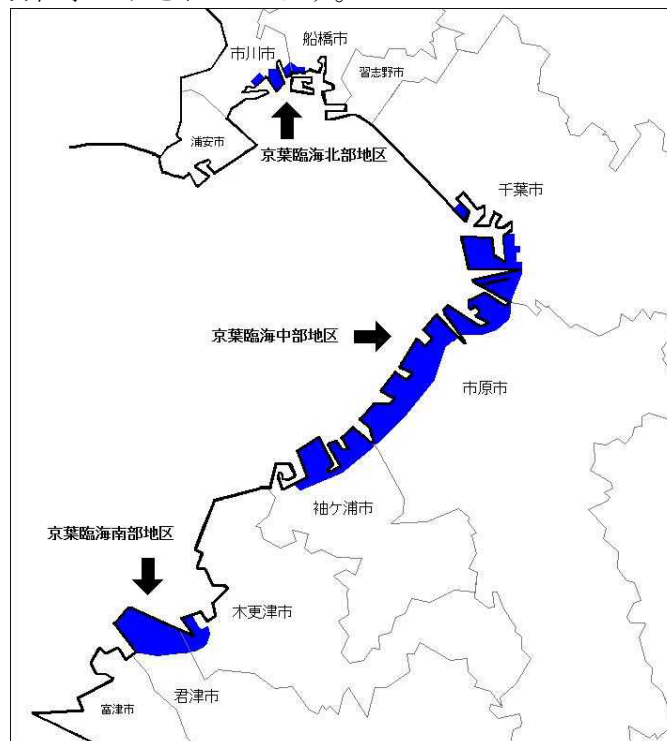 船橋市
市川市
習志野市
浦安市
京葉臨海北部地区
千葉市
京葉臨海中部地区
市原市
袖ケ浦市
京葉臨海南部地区
木更津市
君津市
富津市